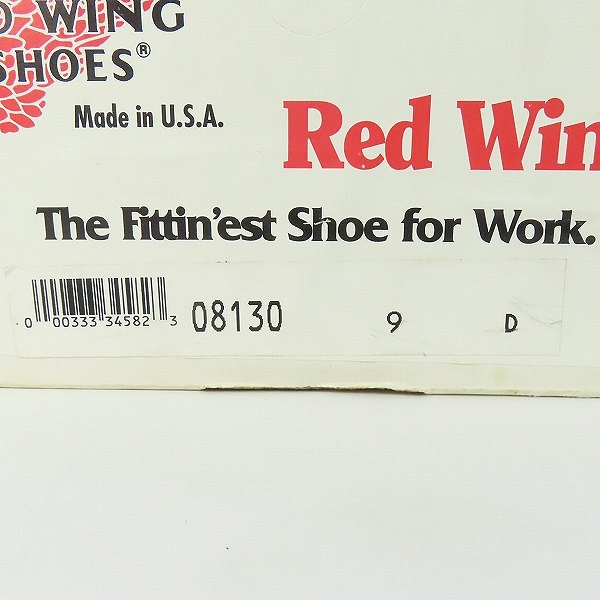 D WING
SHOES®
Made in U.S.A.
Red Win
The Fittin'est Shoe for Work.
0 00333 34582 3 08130 9 D